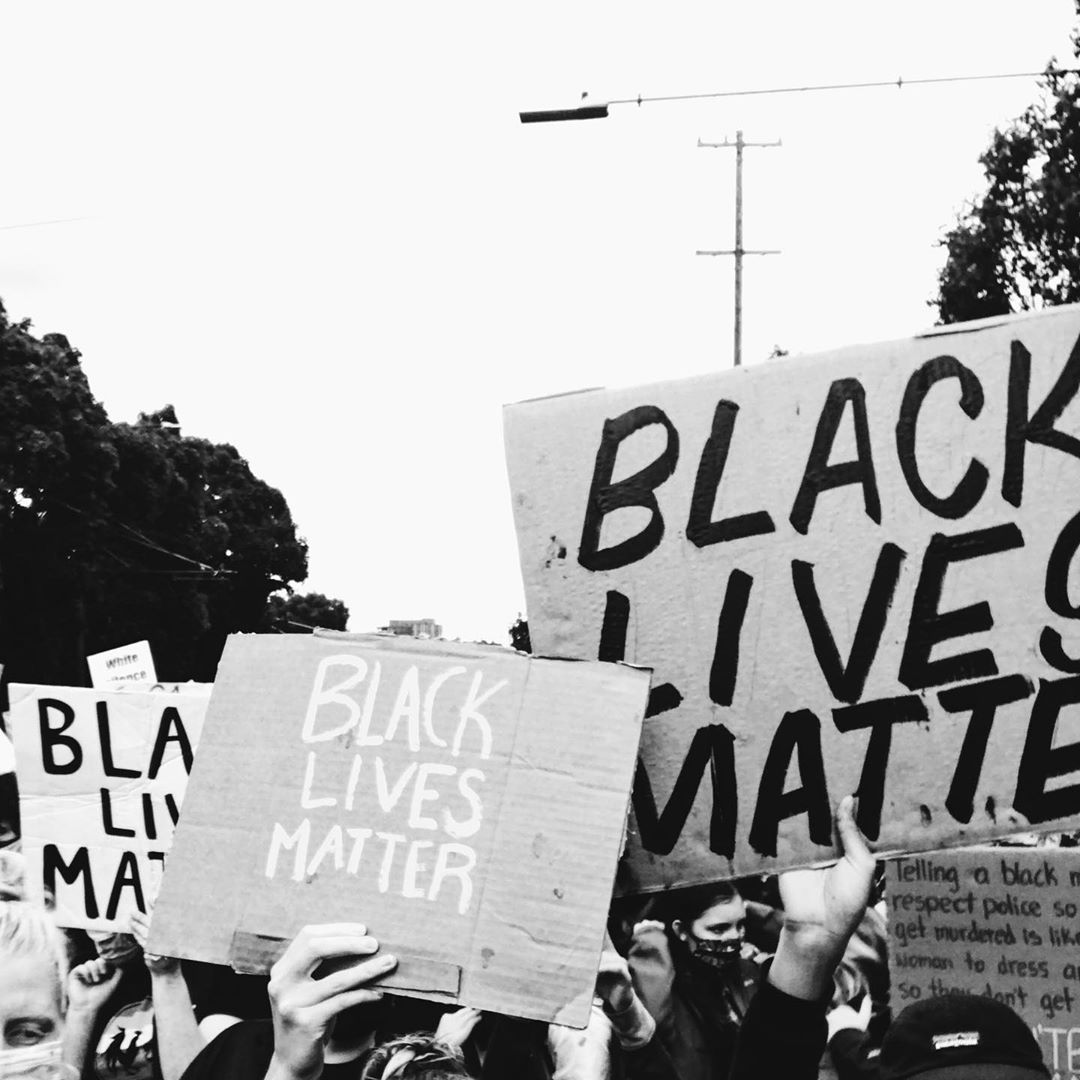 White
BLA
LIV
MAT
BLACK
LIVES
MATTER
BLACK
LIVES
MATTE
Telling a black m
respect police so
get murdered is like
woman to dress a
so they don't get
"TE